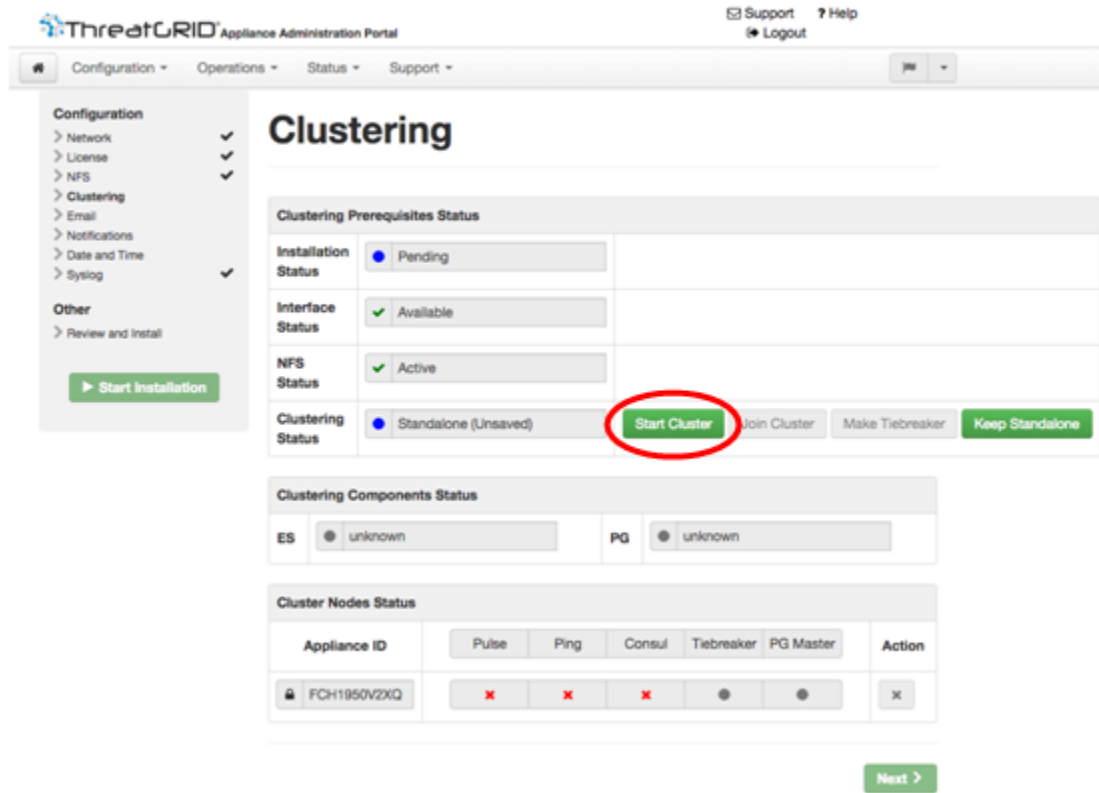 Support ? Help
ThreatGRID Appliance Administration Portal
Logout
Configuration Operations Status Support
Configuration
Network
License
NFS
Clustering
Email
Notifications
Date and Time
Syslog
Other
Review and Install
Start Installation
Clustering
Clustering Prerequisites Status
Installation
Status
Pending
Interface
Status
Available
NFS
Status
Active
Clustering
Status
Standalone (Unsaved) Start Cluster Join Cluster Make Tiebreaker Keep Standalone
Clustering Components Status
ES unknown PG unknown
Cluster Nodes Status
Appliance ID Pulse Ping Consul Tiebreaker PG Master Action
FCH1950V2XQ
Next